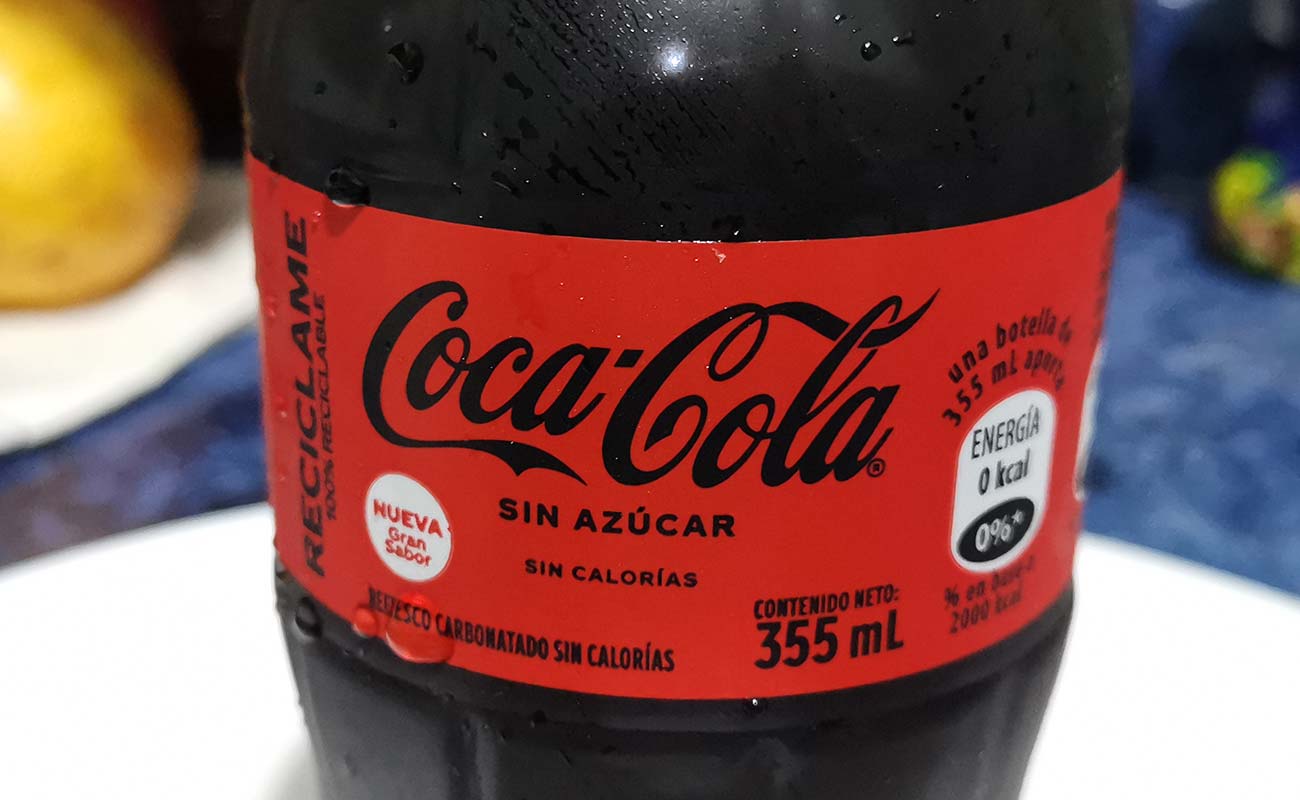 RECICLAME
100% RECICLABLE
Coca-Cola®
SIN AZÚCAR
SIN CALORÍAS
NUEVA
Gran
Sabor
REFRESCO CARBONATADO SIN CALORÍAS
CONTENIDO NETO:
355 mL
una botella de
355 mL aporta
ENERGÍA
0 kcal
0%*
% en base a
2000 kcal